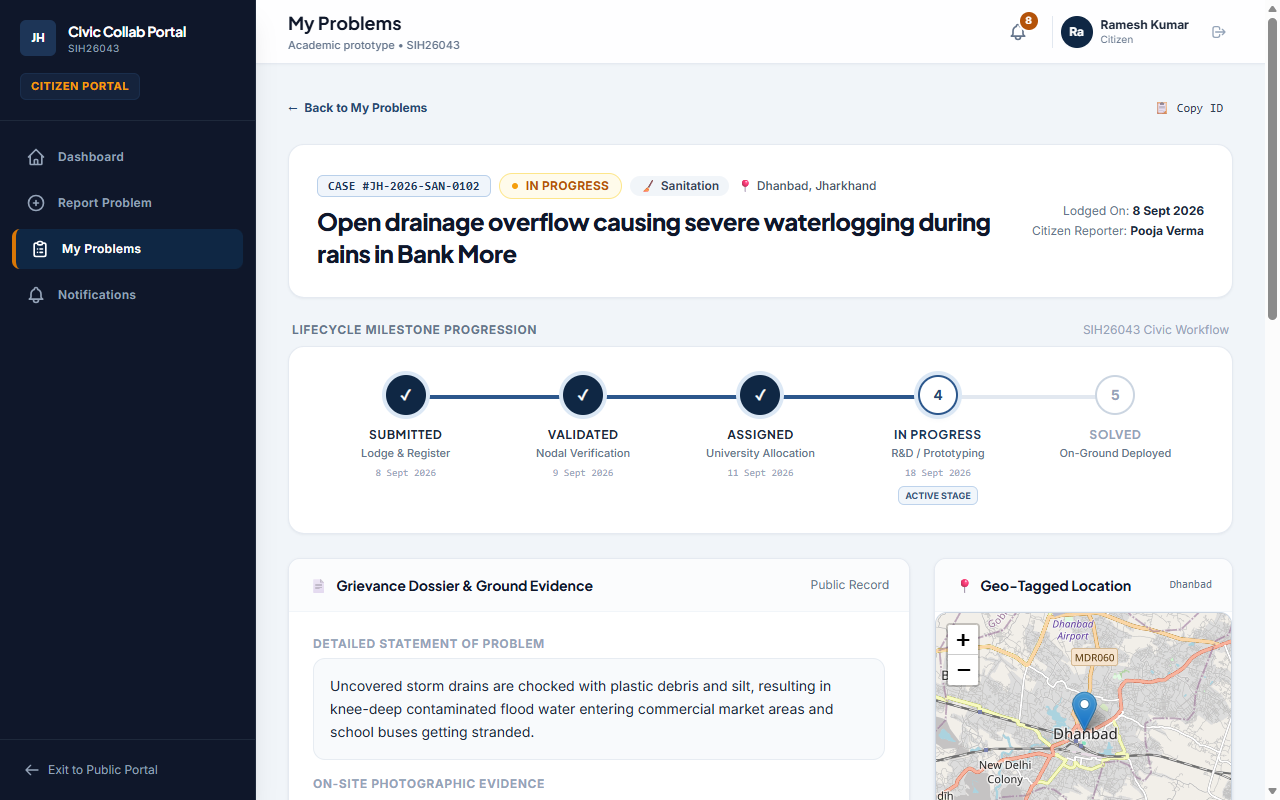 JH
Civic Collab Portal
SIH26043
CITIZEN PORTAL
Dashboard
Report Problem
My Problems
Notifications
← Exit to Public Portal
My Problems
Academic prototype • SIH26043
8
Ra
Ramesh Kumar
Citizen
← Back to My Problems
Copy ID
CASE #JH-2026-SAN-0102
IN PROGRESS
Sanitation
Dhanbad, Jharkhand
Open drainage overflow causing severe waterlogging during
rains in Bank More
Lodged On: 8 Sept 2026
Citizen Reporter: Pooja Verma
LIFECYCLE MILESTONE PROGRESSION
SIH26043 Civic Workflow
✓
SUBMITTED
Lodge & Register
8 Sept 2026
✓
VALIDATED
Nodal Verification
9 Sept 2026
✓
ASSIGNED
University Allocation
11 Sept 2026
4
IN PROGRESS
R&D / Prototyping
18 Sept 2026
ACTIVE STAGE
5
SOLVED
On-Ground Deployed
Grievance Dossier & Ground Evidence
Public Record
DETAILED STATEMENT OF PROBLEM
Uncovered storm drains are chocked with plastic debris and silt, resulting in
knee-deep contaminated flood water entering commercial market areas and
school buses getting stranded.
ON-SITE PHOTOGRAPHIC EVIDENCE
Geo-Tagged Location
Dhanbad
+
−
Dhanbad
Airport
MDR060
Dhanbad
New Delhi
Colony